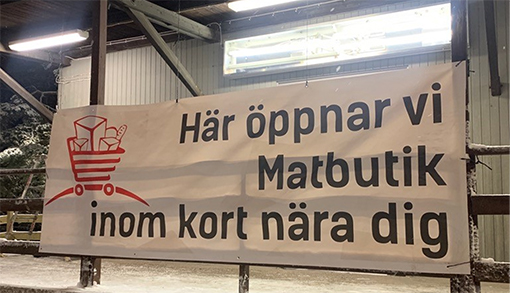 Här öppnar vi
Matbutik
inom kort nära dig